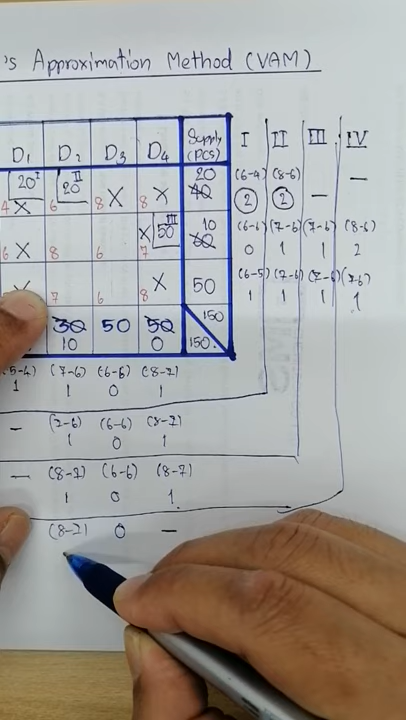 's Approximation Method (VAM)
D1 D2 D3 D4 Supply (PCS) I II III IV
20 I 20 II 20 (6-4) (8-6)
4 X 6 8 X 8 X 40 2 2 — —
X 50 III 10 (6-6) (7-6) (7-6) (8-6)
6 X 8 6 7 60 0 1 1 2
X 50 (6-5) (7-6) (7-6) (7-6)
7 6 8 1 1 1 1
30 50 50 150
10 0 150
5-4) (7-6) (6-6) (8-7)
1 1 0 1
— (7-6) (6-6) (8-7)
1 0 1
— (8-7) (6-6) (8-7)
1 0 1
(8-7) 0 —